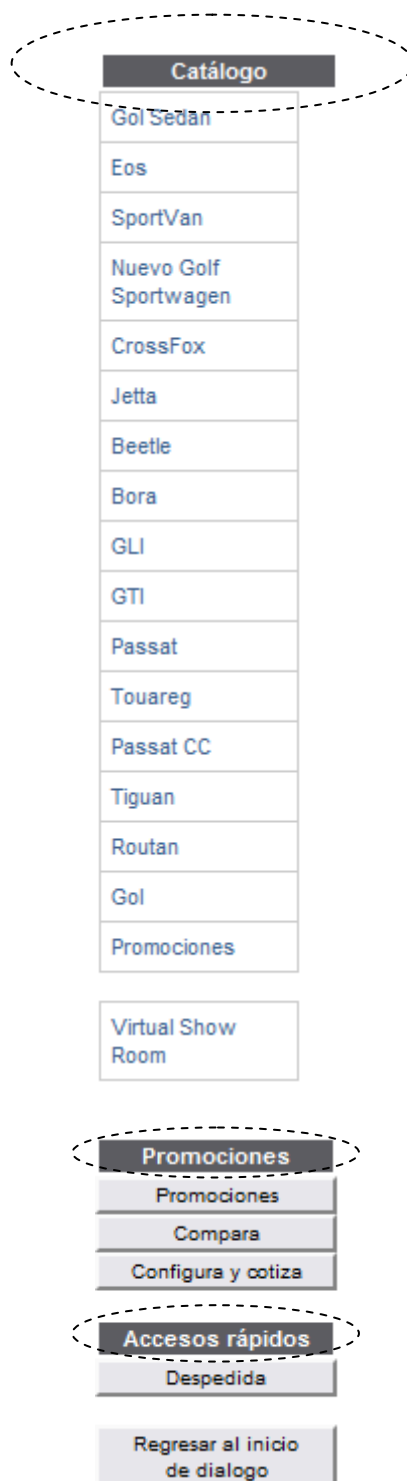 Catálogo
Gol Sedan
Eos
SportVan
Nuevo Golf
Sportwagen
CrossFox
Jetta
Beetle
Bora
GLI
GTI
Passat
Touareg
Passat CC
Tiguan
Routan
Gol
Promociones
Virtual Show
Room
Promociones
Promociones
Compara
Configura y cotiza
Accesos rápidos
Despedida
Regresar al inicio
de dialogo